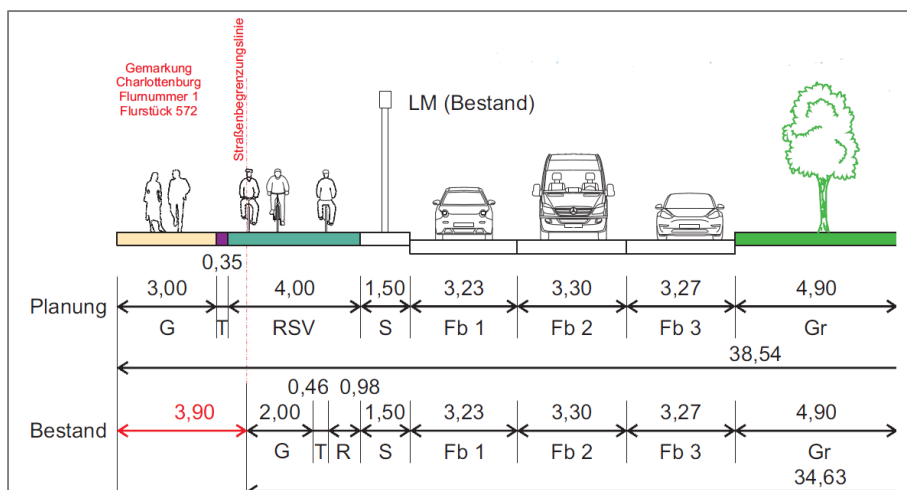 Gemarkung
Charlottenburg
Flurnummer 1
Flurstück 572
Straßenbegrenzungslinie
LM (Bestand)
0,35
Planung
3,00 4,00 1,50 3,23 3,30 3,27 4,90
G T RSV S Fb 1 Fb 2 Fb 3 Gr
38,54
0,46 0,98
Bestand
3,90 2,00 1,50 3,23 3,30 3,27 4,90
G T R S Fb 1 Fb 2 Fb 3 Gr
34,63